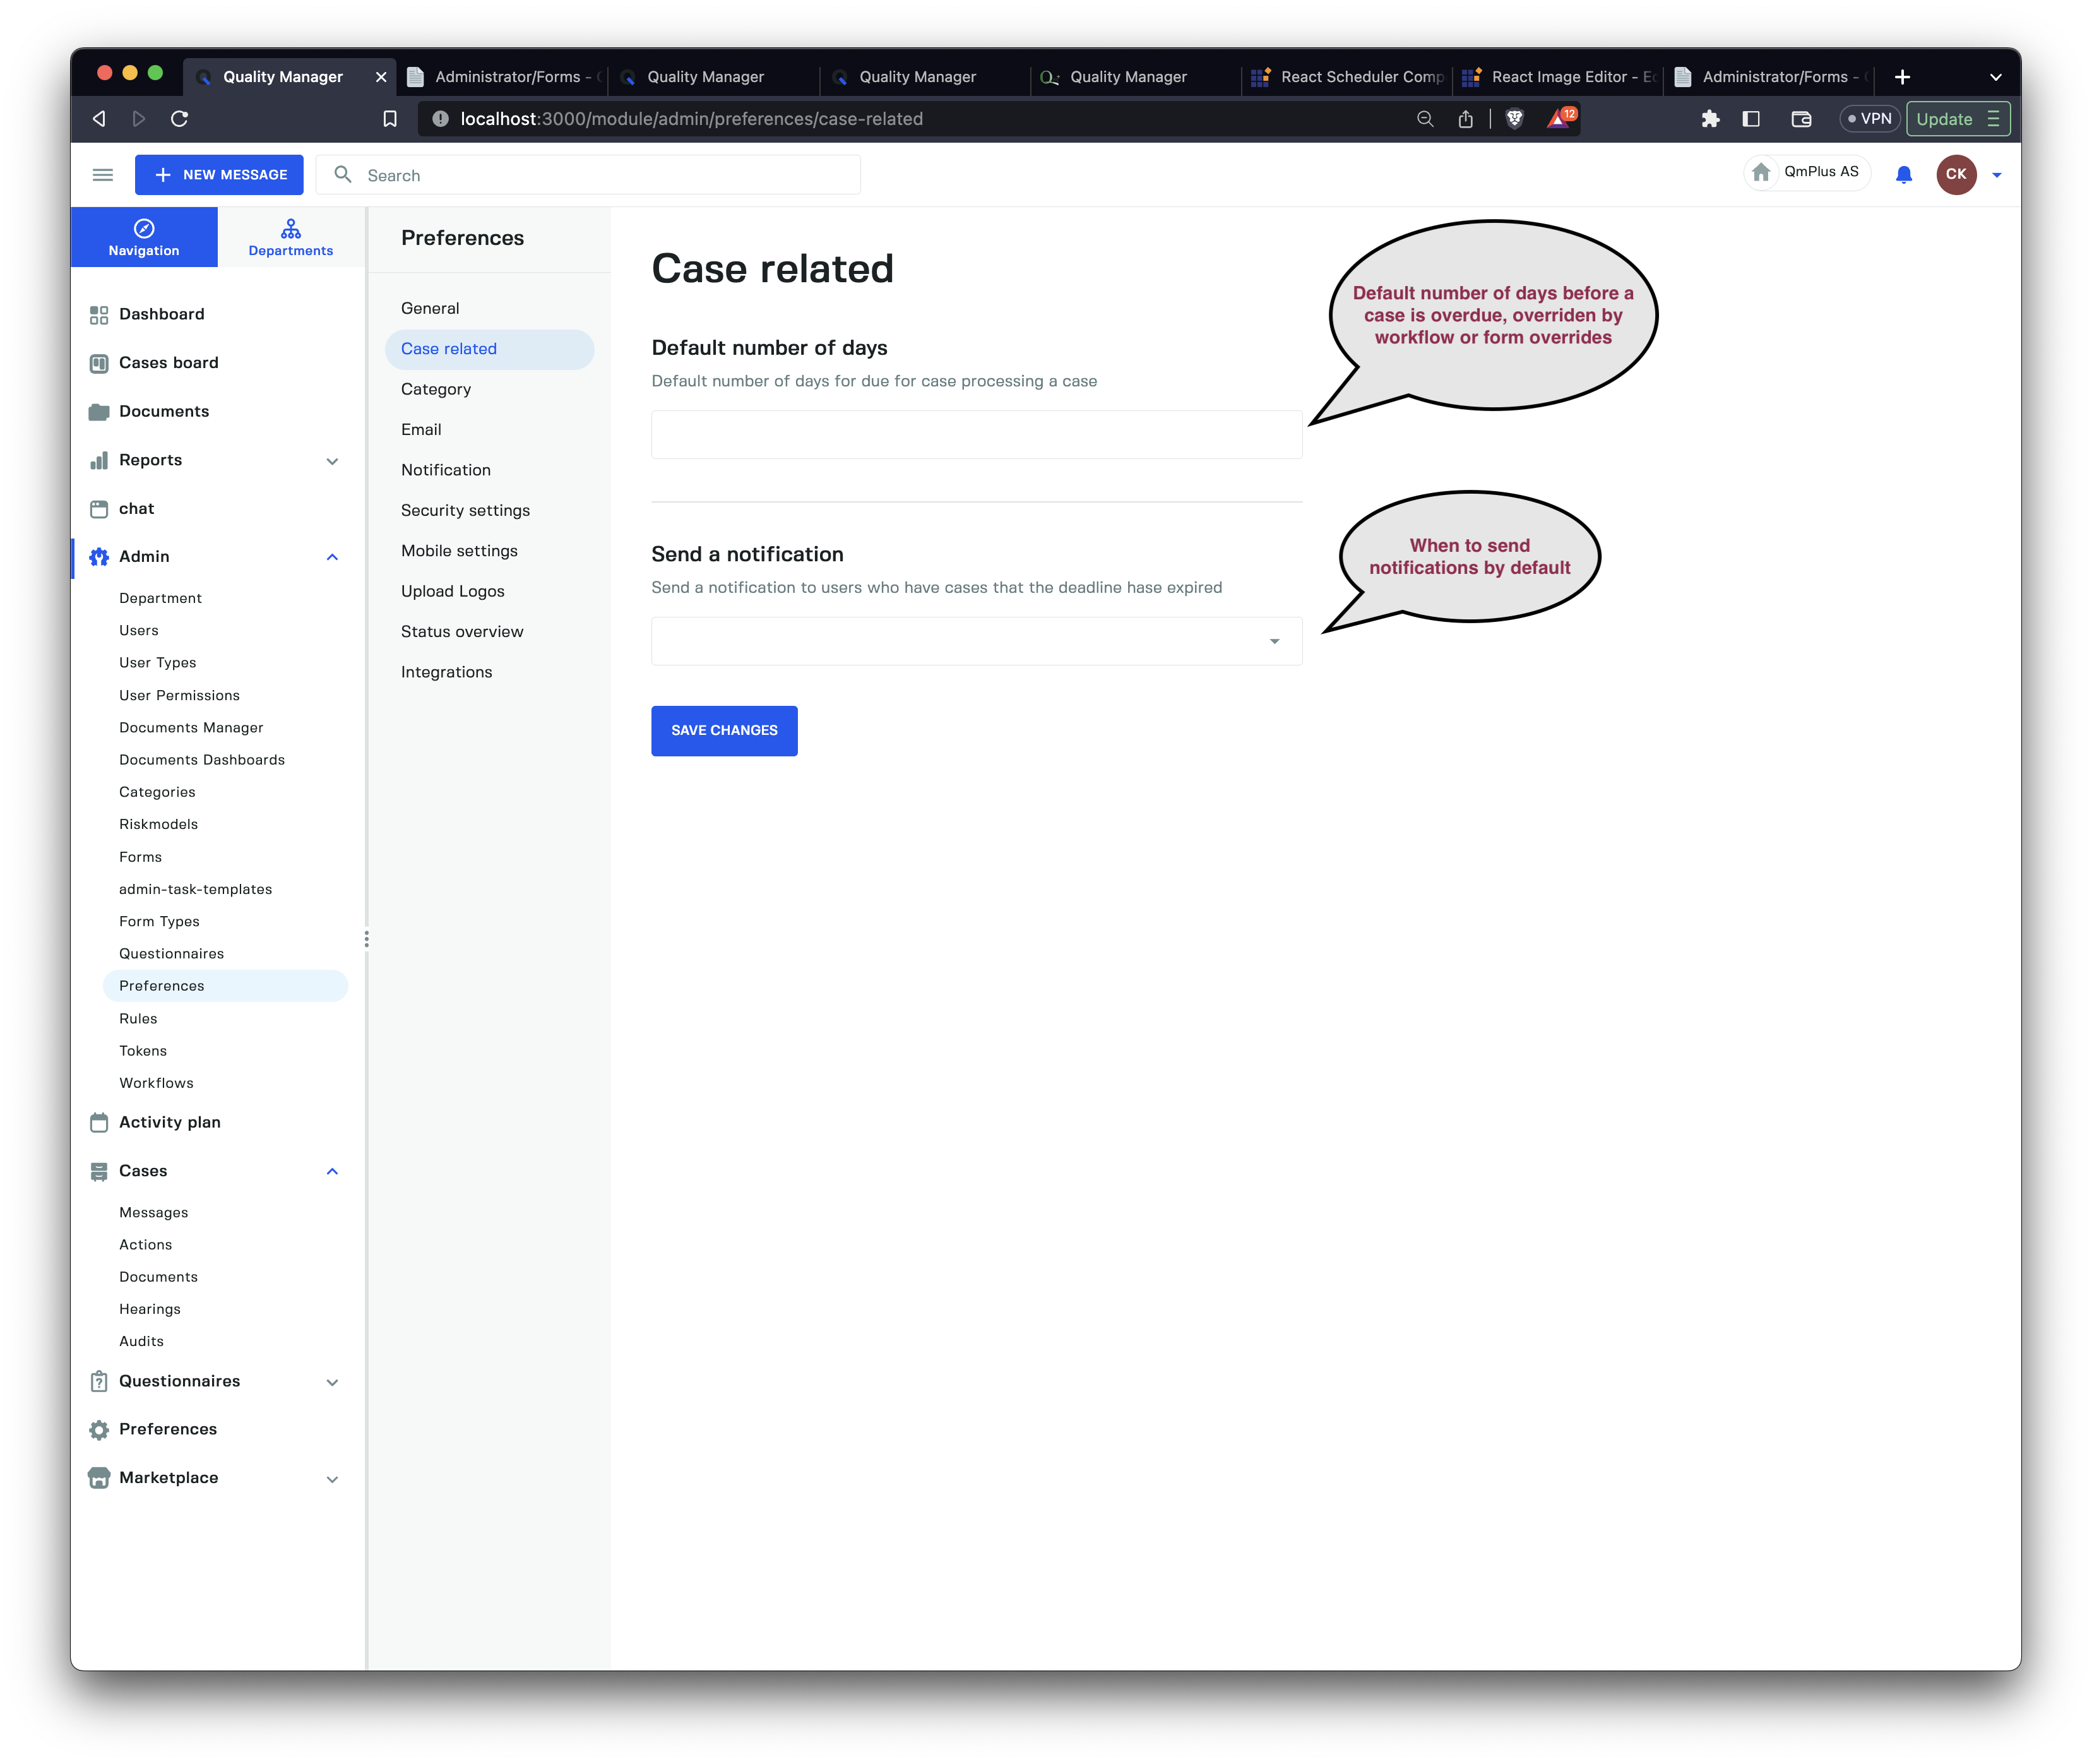 Quality Manager
Administrator/Forms -
Quality Manager
Quality Manager
Quality Manager
React Scheduler Comp
React Image Editor - E
Administrator/Forms -
localhost:3000/module/admin/preferences/case-related
12
VPN
Update
NEW MESSAGE
Search
QmPlus AS
CK
Navigation
Departments
Dashboard
Cases board
Documents
Reports
chat
Admin
Department
Users
User Types
User Permissions
Documents Manager
Documents Dashboards
Categories
Riskmodels
Forms
admin-task-templates
Form Types
Questionnaires
Preferences
Rules
Tokens
Workflows
Activity plan
Cases
Messages
Actions
Documents
Hearings
Audits
Questionnaires
Preferences
Marketplace
Preferences
General
Case related
Category
Email
Notification
Security settings
Mobile settings
Upload Logos
Status overview
Integrations
Case related
Default number of days
Default number of days for due for case processing a case
Send a notification
Send a notification to users who have cases that the deadline hase expired
SAVE CHANGES
Default number of days before a
case is overdue, overriden by
workflow or form overrides
When to send
notifications by default